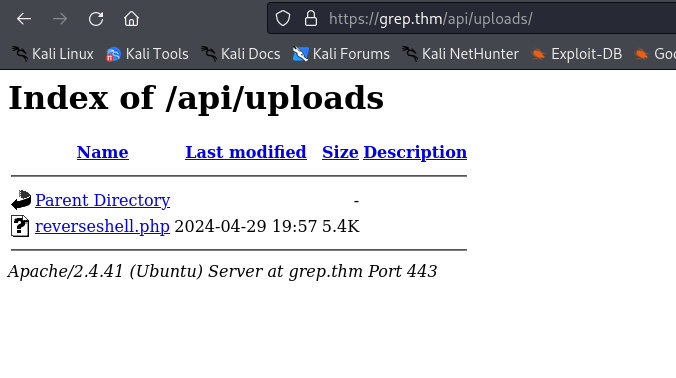 https://grep.thm/api/uploads/
Kali Linux Kali Tools Kali Docs Kali Forums Kali NetHunter Exploit-DB Goo
Index of /api/uploads
Name Last modified Size Description
Parent Directory -
reverseshell.php 2024-04-29 19:57 5.4K
Apache/2.4.41 (Ubuntu) Server at grep.thm Port 443